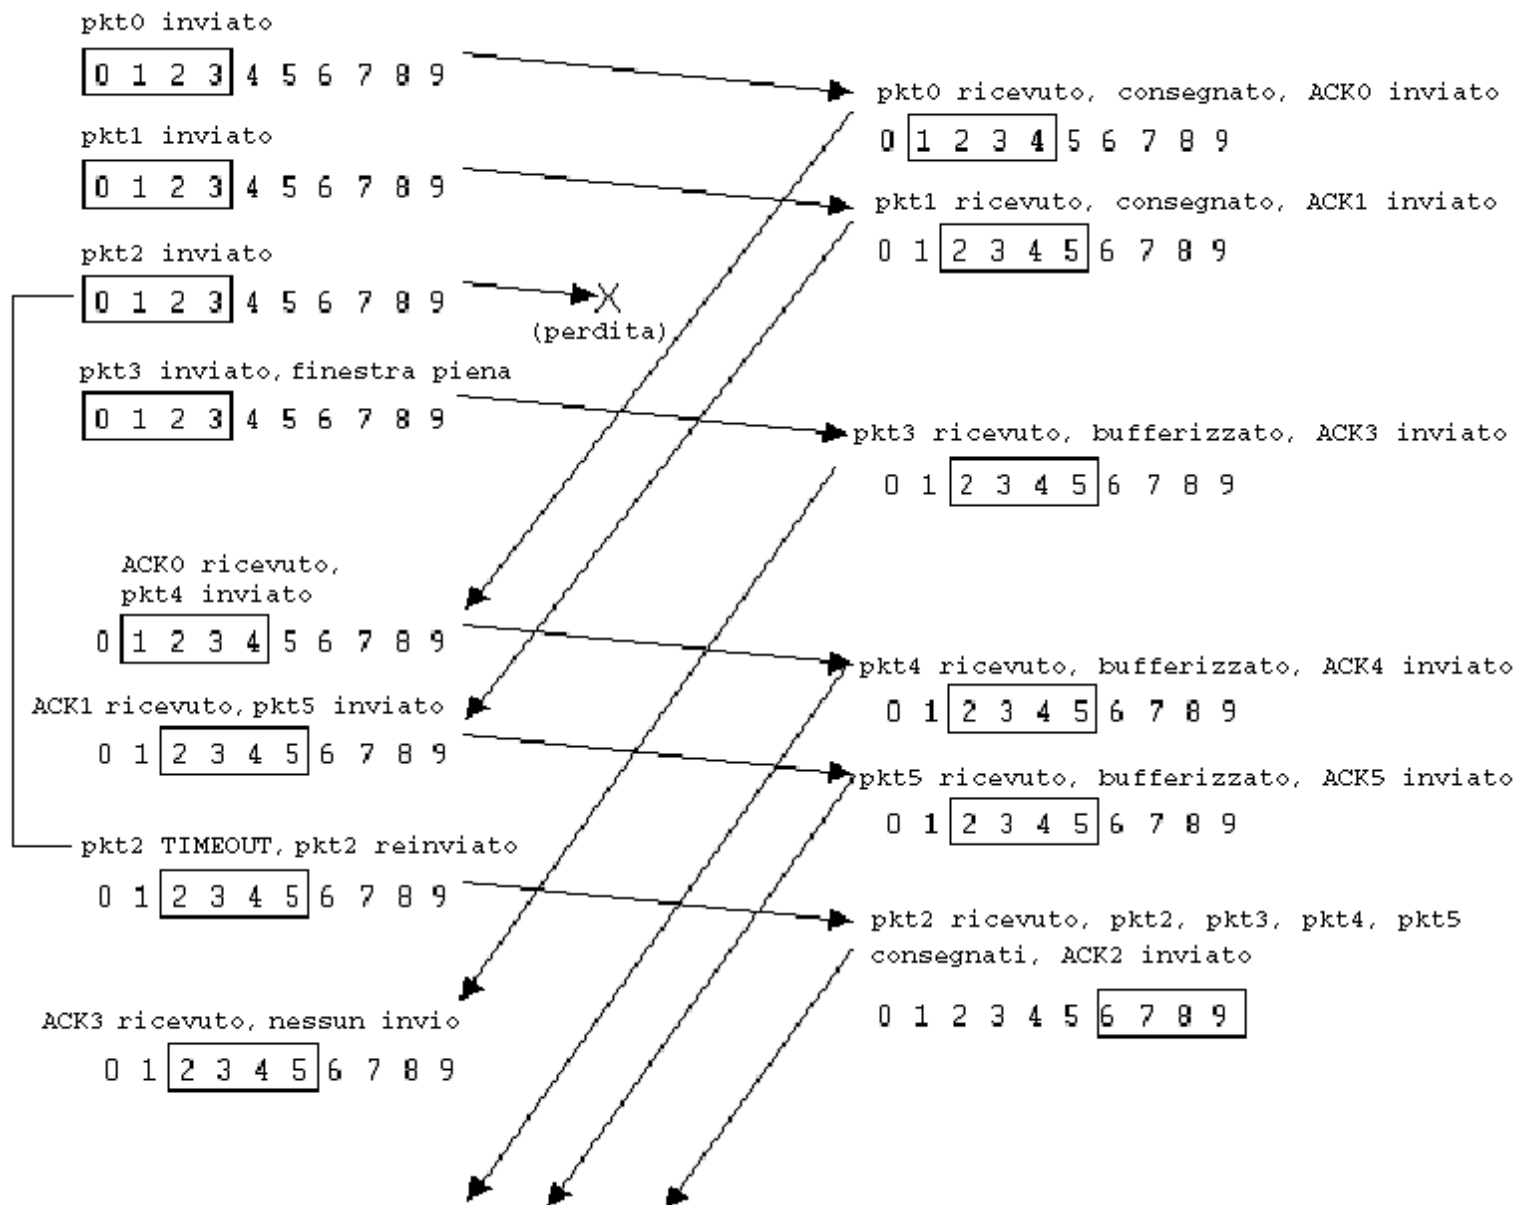 pkt0 inviato
0 1 2 3 4 5 6 7 8 9
pkt0 ricevuto, consegnato, ACK0 inviato
0 1 2 3 4 5 6 7 8 9
pkt1 inviato
0 1 2 3 4 5 6 7 8 9
pkt1 ricevuto, consegnato, ACK1 inviato
0 1 2 3 4 5 6 7 8 9
pkt2 inviato
0 1 2 3 4 5 6 7 8 9
(perdita)
pkt3 inviato, finestra piena
0 1 2 3 4 5 6 7 8 9
pkt3 ricevuto, bufferizzato, ACK3 inviato
0 1 2 3 4 5 6 7 8 9
ACK0 ricevuto,
pkt4 inviato
0 1 2 3 4 5 6 7 8 9
pkt4 ricevuto, bufferizzato, ACK4 inviato
0 1 2 3 4 5 6 7 8 9
ACK1 ricevuto, pkt5 inviato
0 1 2 3 4 5 6 7 8 9
pkt5 ricevuto, bufferizzato, ACK5 inviato
0 1 2 3 4 5 6 7 8 9
pkt2 TIMEOUT, pkt2 reinviato
0 1 2 3 4 5 6 7 8 9
pkt2 ricevuto, pkt2, pkt3, pkt4, pkt5
consegnati, ACK2 inviato
0 1 2 3 4 5 6 7 8 9
ACK3 ricevuto, nessun invio
0 1 2 3 4 5 6 7 8 9